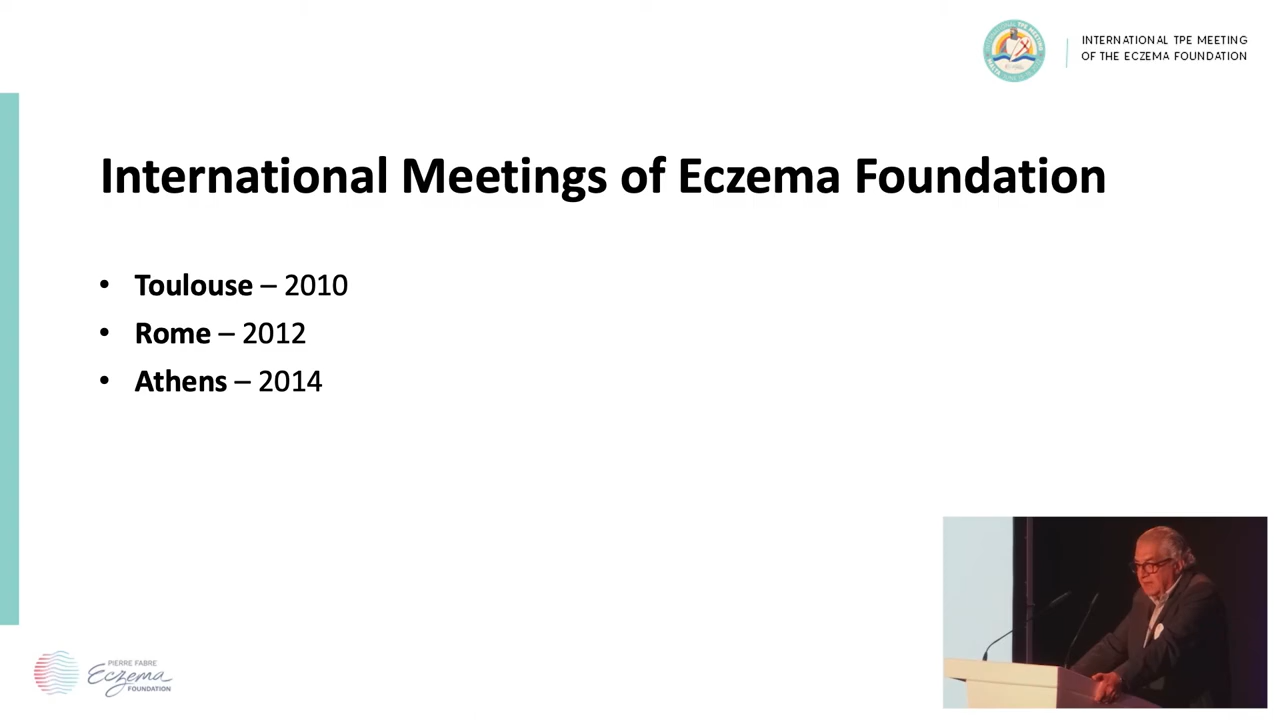 INTERNATIONAL TPE MEETING
OF THE ECZEMA FOUNDATION
International Meetings of Eczema Foundation
• Toulouse – 2010
• Rome – 2012
• Athens – 2014
PIERRE FABRE
Eczema
FOUNDATION